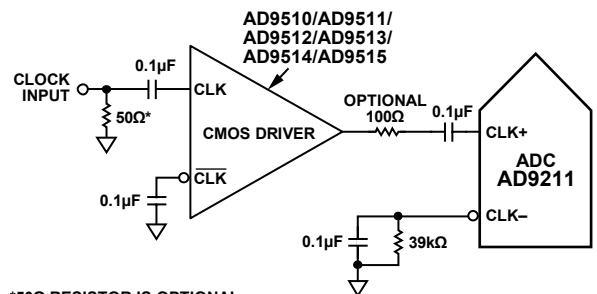 AD9510/AD9511/
AD9512/AD9513/
AD9514/AD9515
CLOCK
INPUT
0.1µF
50Ω*
CLK
CMOS DRIVER
CLK
0.1µF
OPTIONAL
100Ω
0.1µF
CLK+
ADC
AD9211
CLK–
0.1µF
39kΩ
*50Ω RESISTOR IS OPTIONAL